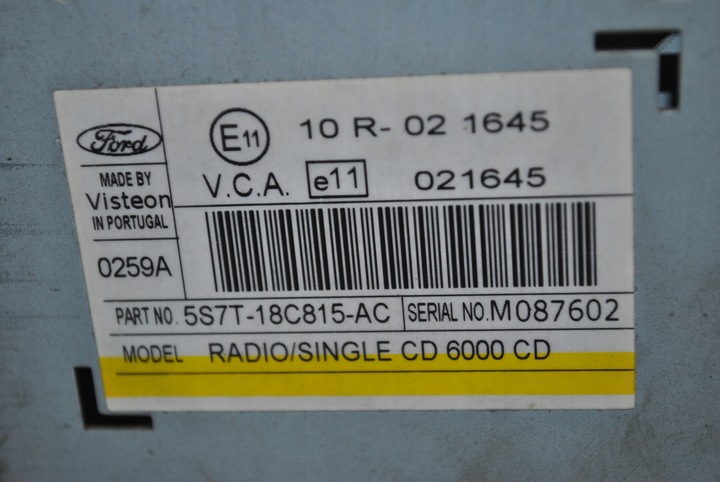 Ford
MADE BY
Visteon
IN PORTUGAL
0259A
E11 10 R- 02 1645
V.C.A. e11 021645
PART NO. 5S7T-18C815-AC SERIAL NO. M087602
MODEL RADIO/SINGLE CD 6000 CD